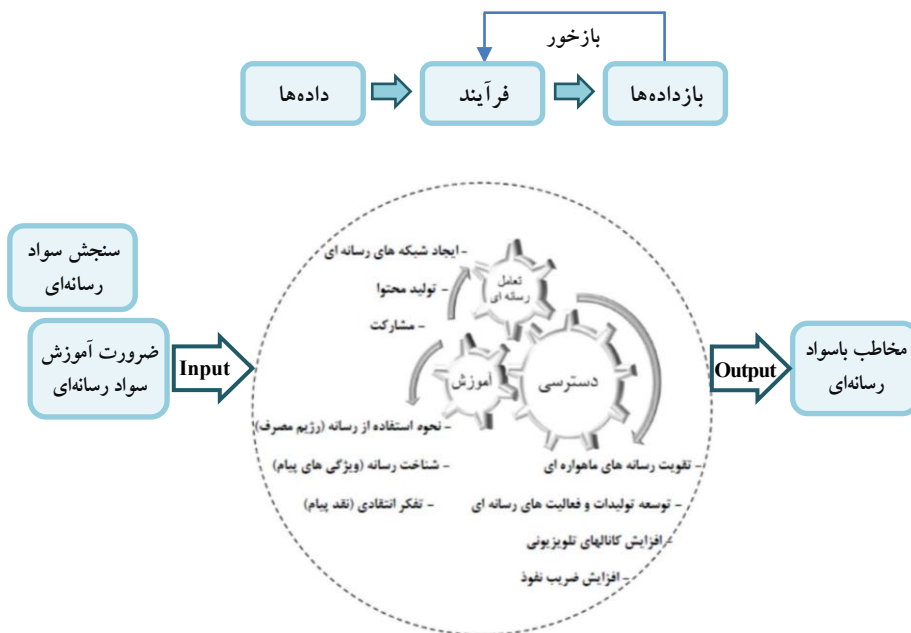 بازخور
داده‌ها
فرآیند
بازداده‌ها
سنجش سواد
رسانه‌ای
ضرورت آموزش
سواد رسانه‌ای
Input
- ایجاد شبکه های رسانه ای
- تولید محتوا
- مشارکت
تعامل
رسانه ای
آموزش
دسترسی
- نحوه استفاده از رسانه (رژیم مصرف)
- شناخت رسانه (ویژگی های پیام)
- تفکر انتقادی (نقد پیام)
- تقویت رسانه های ماهواره ای
- توسعه تولیدات و فعالیت های رسانه ای
- افزایش کانالهای تلویزیونی
- افزایش ضریب نفوذ
Output
مخاطب باسواد
رسانه‌ای